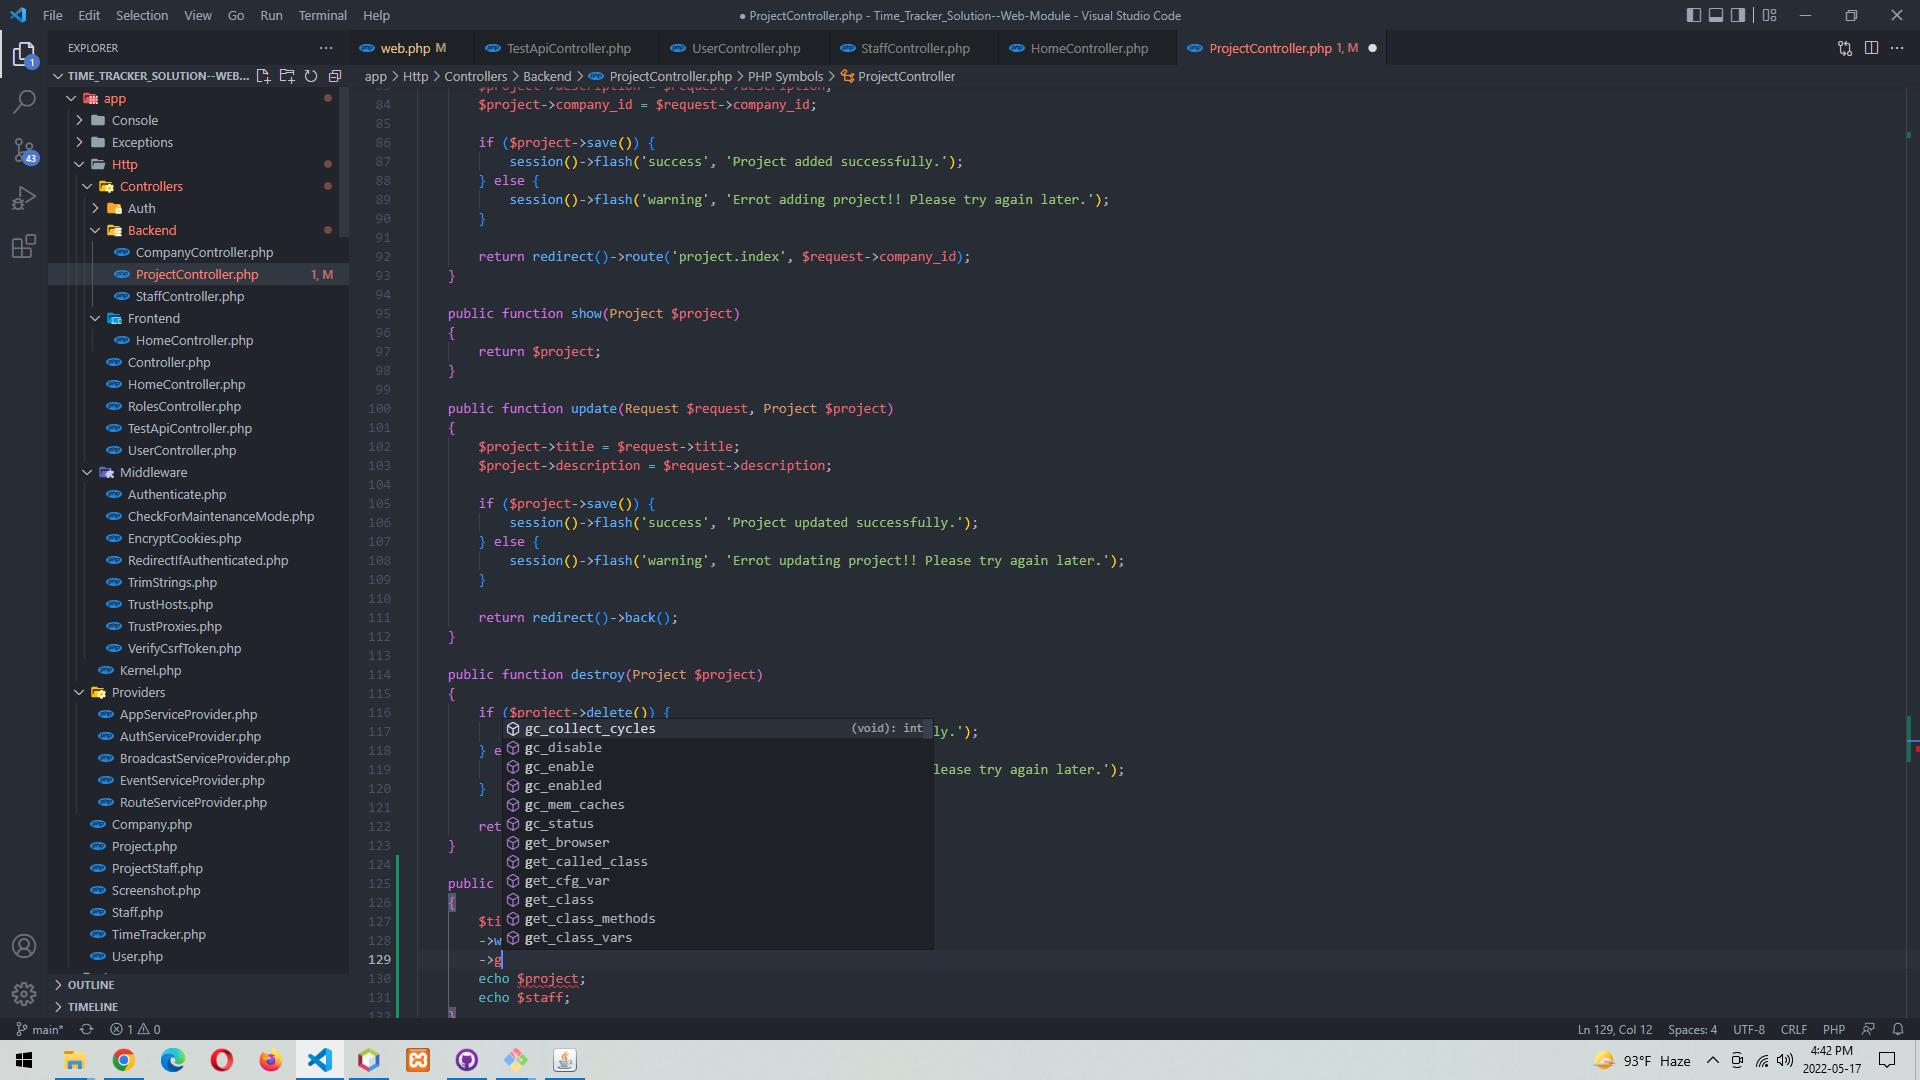 File Edit Selection View Go Run Terminal Help
● ProjectController.php - Time_Tracker_Solution--Web-Module - Visual Studio Code
EXPLORER
web.php M
TestApiController.php
UserController.php
StaffController.php
HomeController.php
ProjectController.php 1, M
TIME_TRACKER_SOLUTION--WEB...
app > Http > Controllers > Backend > ProjectController.php > PHP Symbols > ProjectController
1
43
app
Console
Exceptions
Http
Controllers
Auth
Backend
CompanyController.php
ProjectController.php 1, M
StaffController.php
Frontend
HomeController.php
Controller.php
HomeController.php
RolesController.php
TestApiController.php
UserController.php
Middleware
Authenticate.php
CheckForMaintenanceMode.php
EncryptCookies.php
RedirectIfAuthenticated.php
TrimStrings.php
TrustHosts.php
TrustProxies.php
VerifyCsrfToken.php
Kernel.php
Providers
AppServiceProvider.php
AuthServiceProvider.php
BroadcastServiceProvider.php
EventServiceProvider.php
RouteServiceProvider.php
Company.php
Project.php
ProjectStaff.php
Screenshot.php
Staff.php
TimeTracker.php
User.php
OUTLINE
TIMELINE
$project->description = $request->description;
84 $project->company_id = $request->company_id;
85
86 if ($project->save()) {
87 session()->flash('success', 'Project added successfully.');
88 } else {
89 session()->flash('warning', 'Errot adding project!! Please try again later.');
90 }
91
92 return redirect()->route('project.index', $request->company_id);
93 }
94
95 public function show(Project $project)
96 {
97 return $project;
98 }
99
100 public function update(Request $request, Project $project)
101 {
102 $project->title = $request->title;
103 $project->description = $request->description;
104
105 if ($project->save()) {
106 session()->flash('success', 'Project updated successfully.');
107 } else {
108 session()->flash('warning', 'Errot updating project!! Please try again later.');
109 }
110
111 return redirect()->back();
112 }
113
114 public function destroy(Project $project)
115 {
116 if ($project->delete()) {
117 ly.');
118 } e
119 lease try again later.');
120 }
121
122 ret
123 }
124
125 public
126 {
127 $ti
128 ->w
129 ->g
130 echo $project;
131 echo $staff;
132 }
gc_collect_cycles (void): int
gc_disable
gc_enable
gc_enabled
gc_mem_caches
gc_status
get_browser
get_called_class
get_cfg_var
get_class
get_class_methods
get_class_vars
main* 1 0
Ln 129, Col 12 Spaces: 4 UTF-8 CRLF PHP
93°F Haze
4:42 PM
2022-05-17